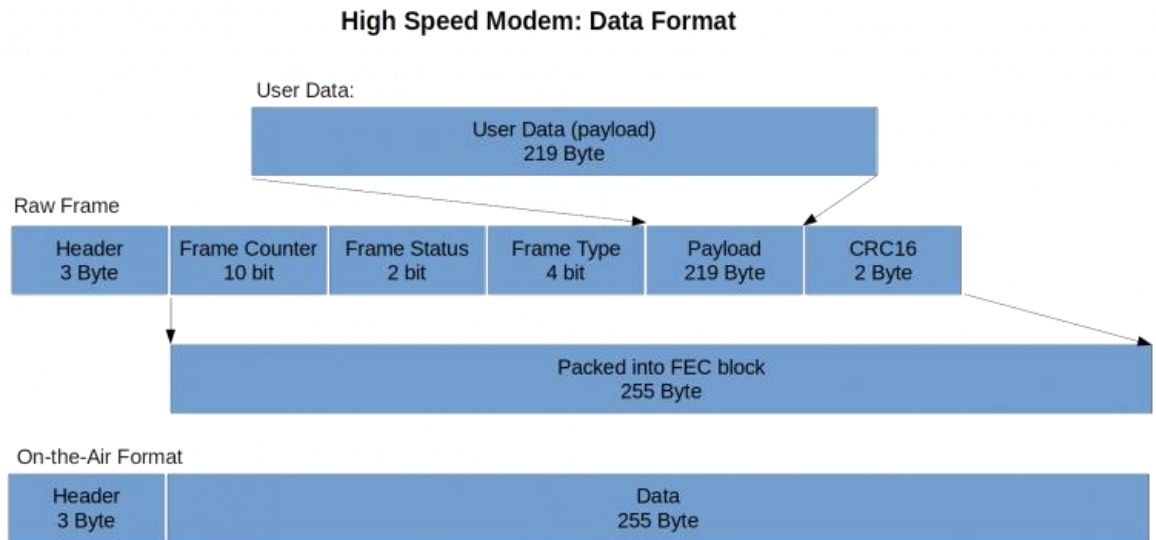 High Speed Modem: Data Format
User Data:
User Data (payload)
219 Byte
Raw Frame
Header
3 Byte
Frame Counter
10 bit
Frame Status
2 bit
Frame Type
4 bit
Payload
219 Byte
CRC16
2 Byte
Packed into FEC block
255 Byte
On-the-Air Format
Header
3 Byte
Data
255 Byte